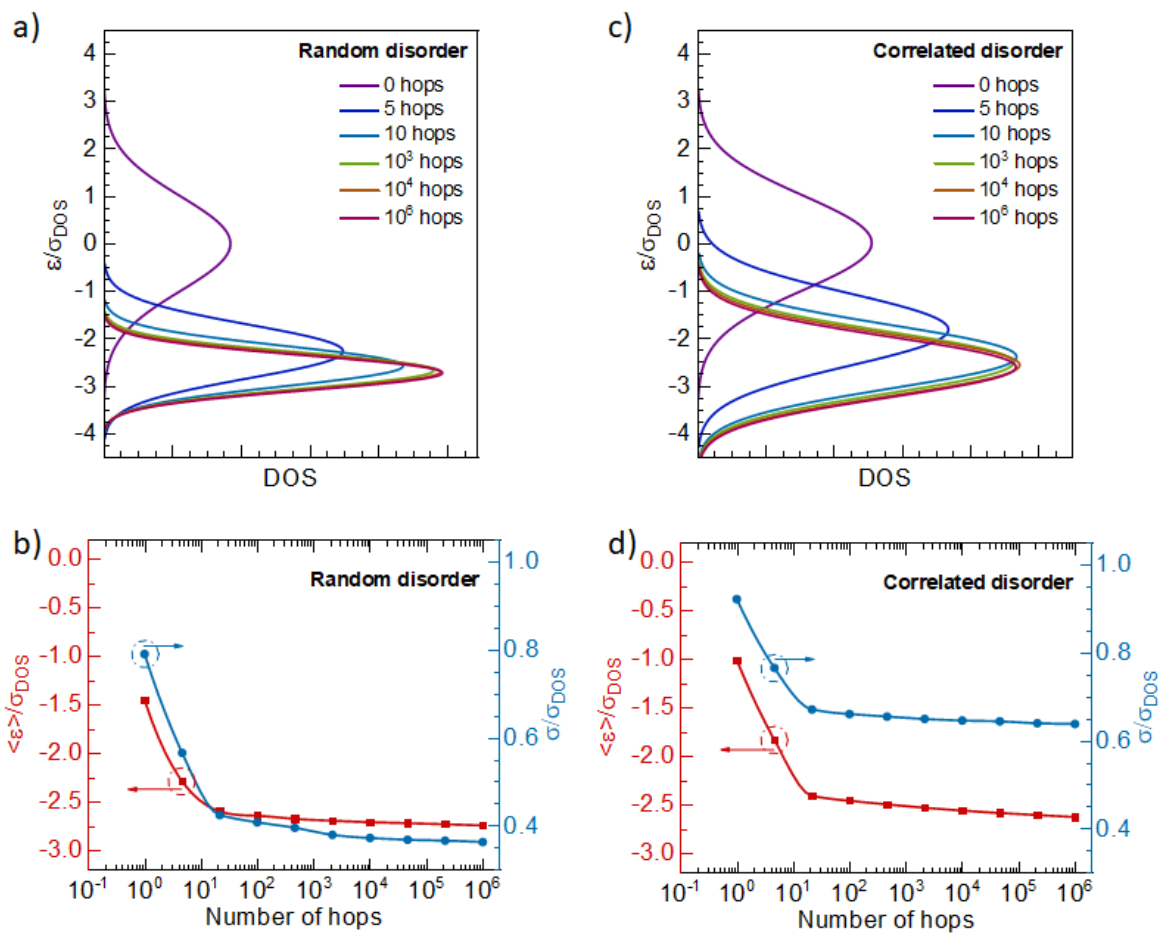 a)
Random disorder
0 hops
5 hops
10 hops
10³ hops
10⁴ hops
10⁶ hops
4
3
2
1
0
-1
-2
-3
-4
ε/σDOS
DOS
c)
Correlated disorder
0 hops
5 hops
10 hops
10³ hops
10⁴ hops
10⁶ hops
4
3
2
1
0
-1
-2
-3
-4
ε/σDOS
DOS
b)
Random disorder
0.0
-0.5
-1.0
-1.5
-2.0
-2.5
-3.0
<ε>/σDOS
1.0
0.8
0.6
0.4
σ/σDOS
10⁻¹ 10⁰ 10¹ 10² 10³ 10⁴ 10⁵ 10⁶
Number of hops
d)
Correlated disorder
0.0
-0.5
-1.0
-1.5
-2.0
-2.5
-3.0
<ε>/σDOS
1.0
0.8
0.6
0.4
σ/σDOS
10⁻¹ 10⁰ 10¹ 10² 10³ 10⁴ 10⁵ 10⁶
Number of hops